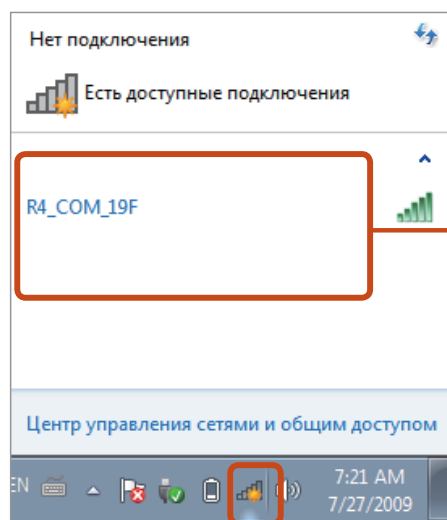 Нет подключения
Есть доступные подключения
R4_COM_19F
Центр управления сетями и общим доступом
EN
7:21 AM
7/27/2009